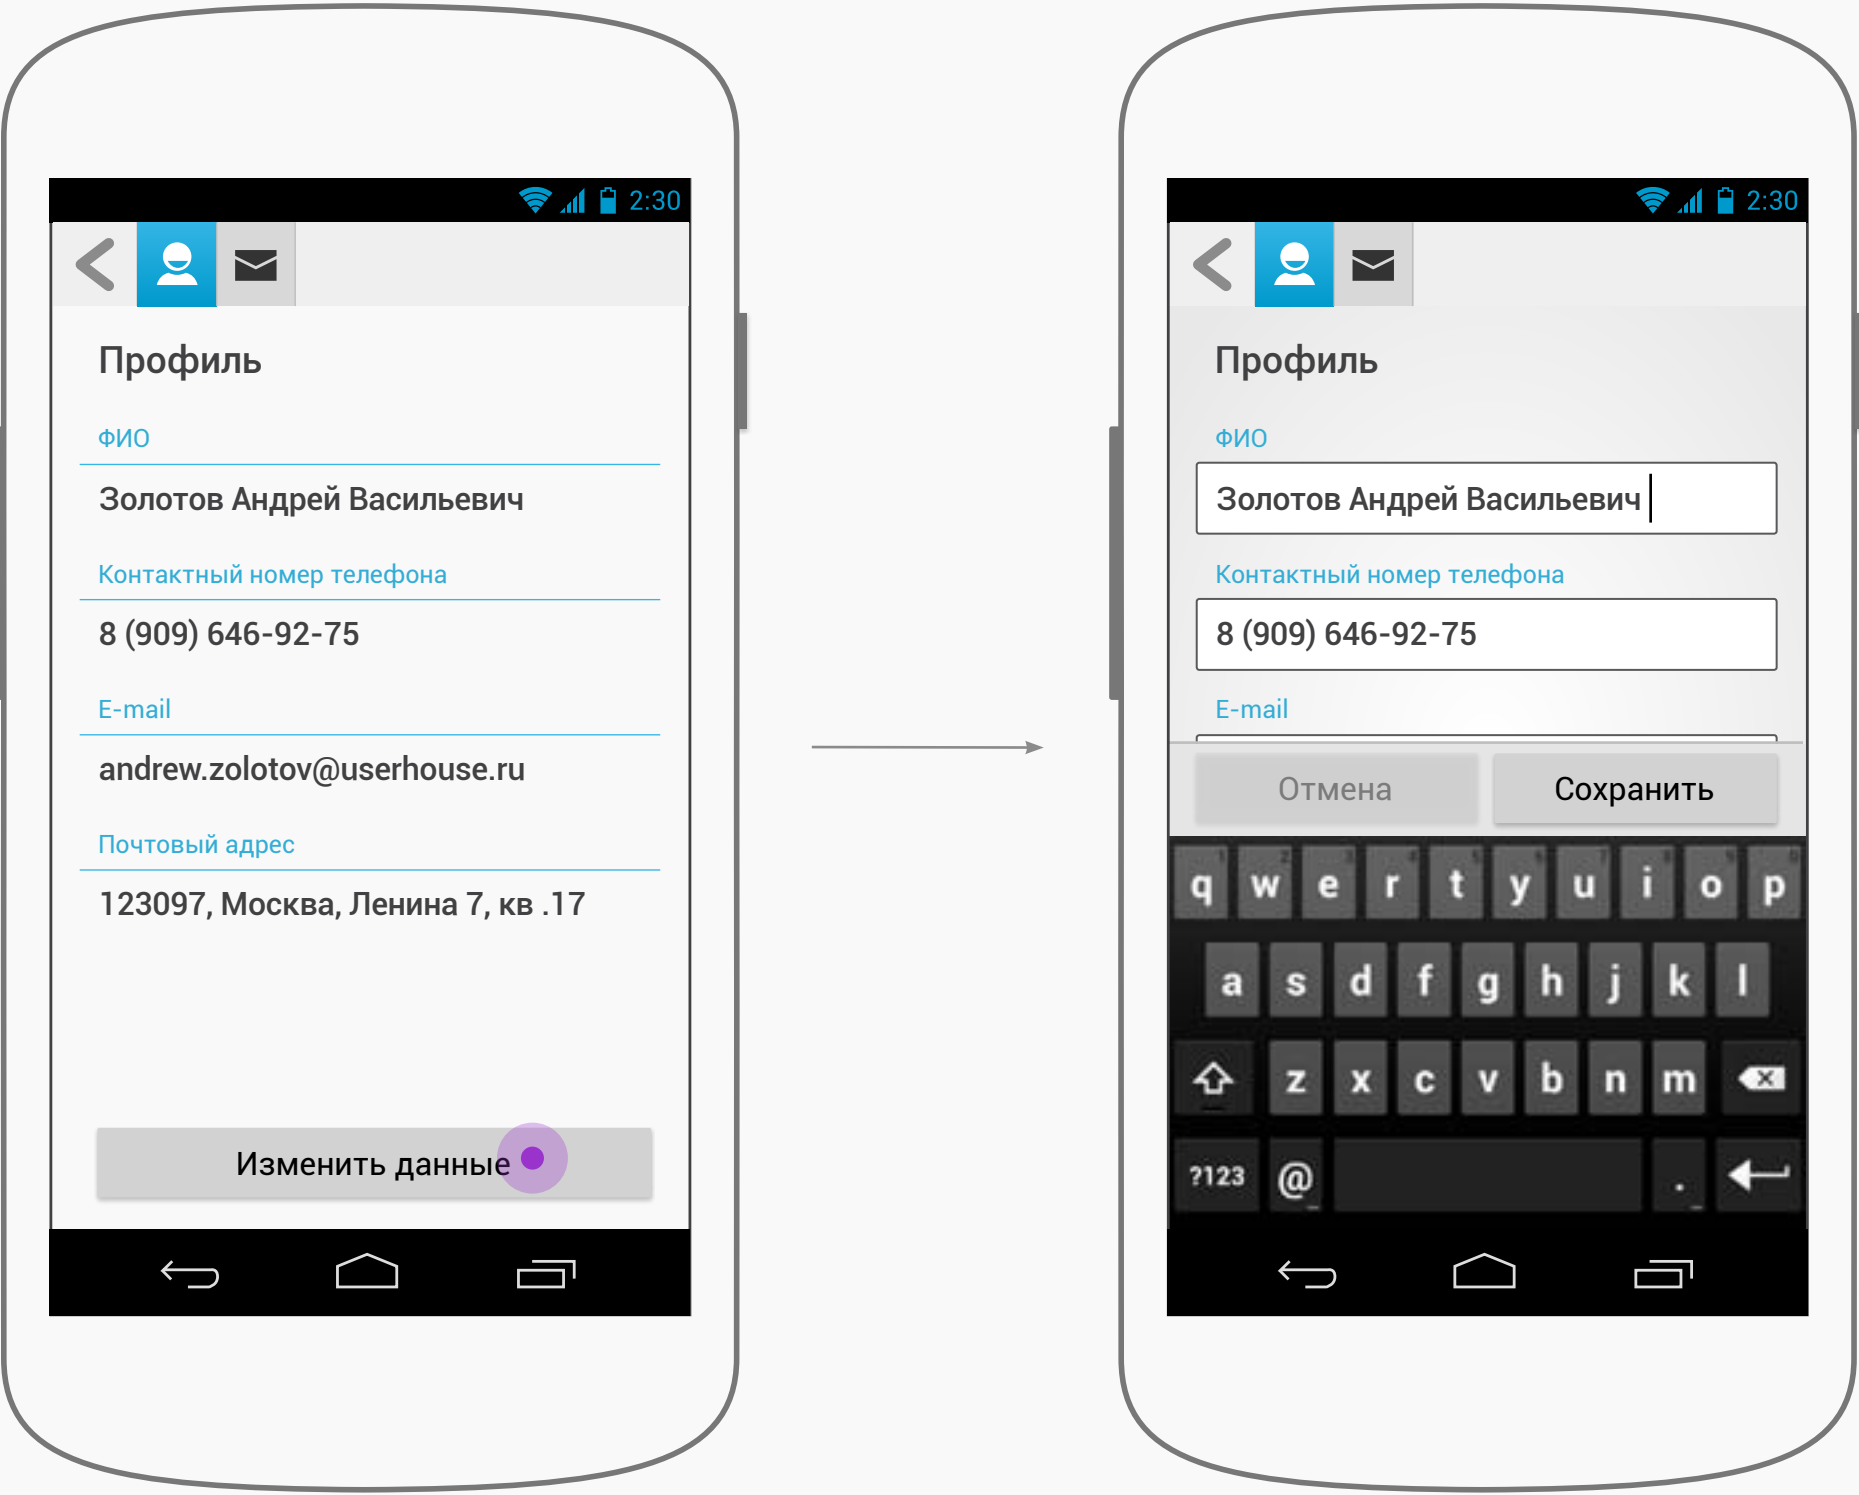 2:30
Профиль
ФИО
Золотов Андрей Васильевич
Контактный номер телефона
8 (909) 646-92-75
E-mail
andrew.zolotov@userhouse.ru
Почтовый адрес
123097, Москва, Ленина 7, кв .17
Изменить данные
2:30
Профиль
ФИО
Золотов Андрей Васильевич
Контактный номер телефона
8 (909) 646-92-75
E-mail
Отмена Сохранить
q w e r t y u i o p
a s d f g h j k l
z x c v b n m
?123 @ .